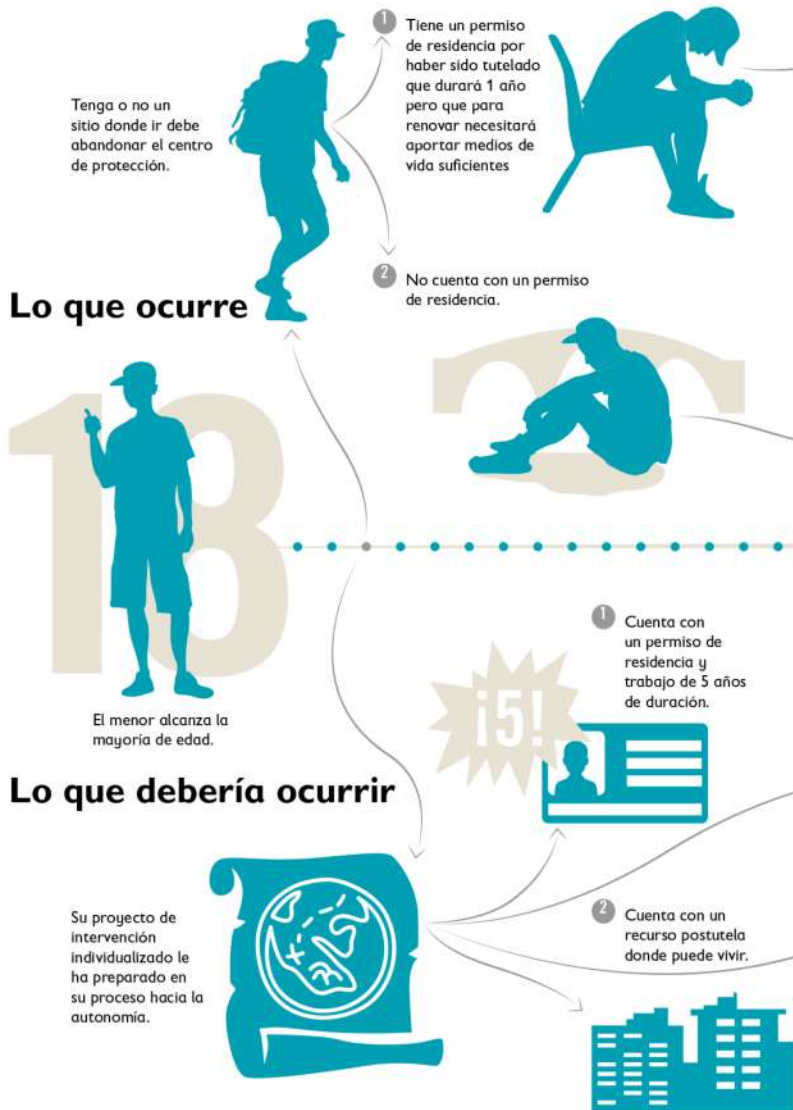 1
Tiene un permiso
de residencia por
haber sido tutelado
que durará 1 año
pero que para
renovar necesitará
aportar medios de
vida suficientes
Tenga o no un
sitio donde ir debe
abandonar el centro
de protección.
2
No cuenta con un permiso
de residencia.
Lo que ocurre
18
El menor alcanza la
mayoría de edad.
1
Cuenta con
un permiso de
residencia y
trabajo de 5 años
de duración.
¡5!
Lo que debería ocurrir
Su proyecto de
intervención
individualizado le
ha preparado en
su proceso hacia la
autonomía.
2
Cuenta con un
recurso postutela
donde puede vivir.